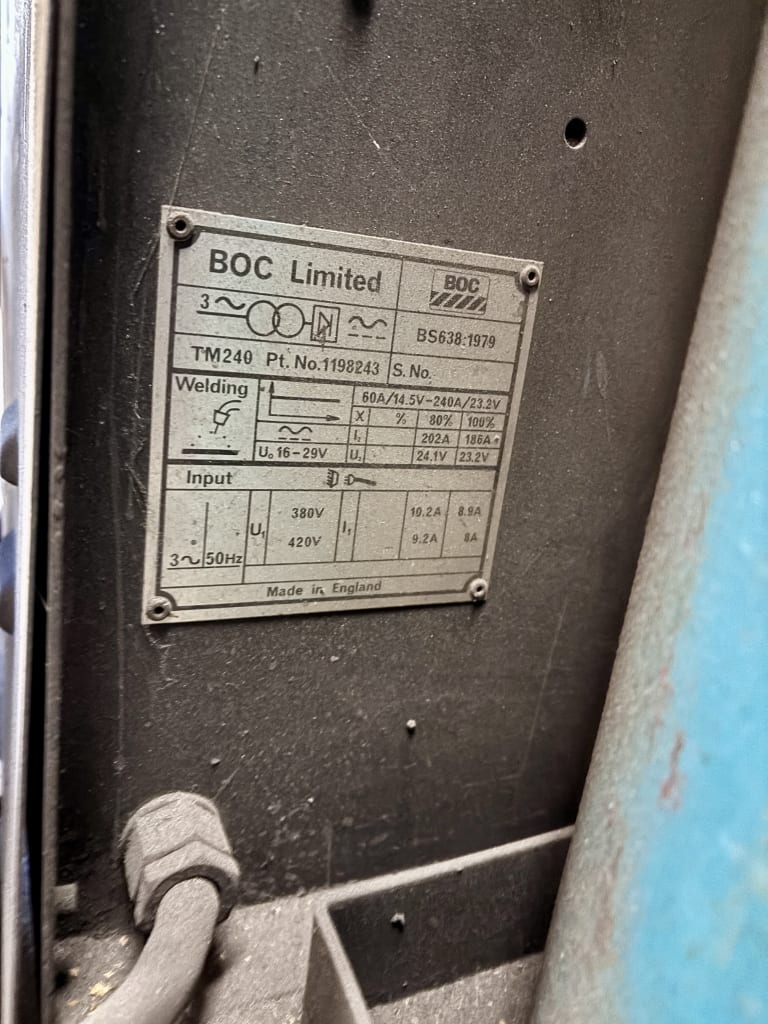 BOC Limited
BOC
3~
BS638:1979
TM240 Pt. No. 1198243 S. No.
Welding
60A/14.5V-240A/23.2V
X % 80% 100%
I₂ 202A 186A
U₀ 16-29V U₂ 24.1V 23.2V
Input
U₁ 380V I₁ 10.2A 8.9A
420V 9.2A 8A
3~ 50Hz
Made in England